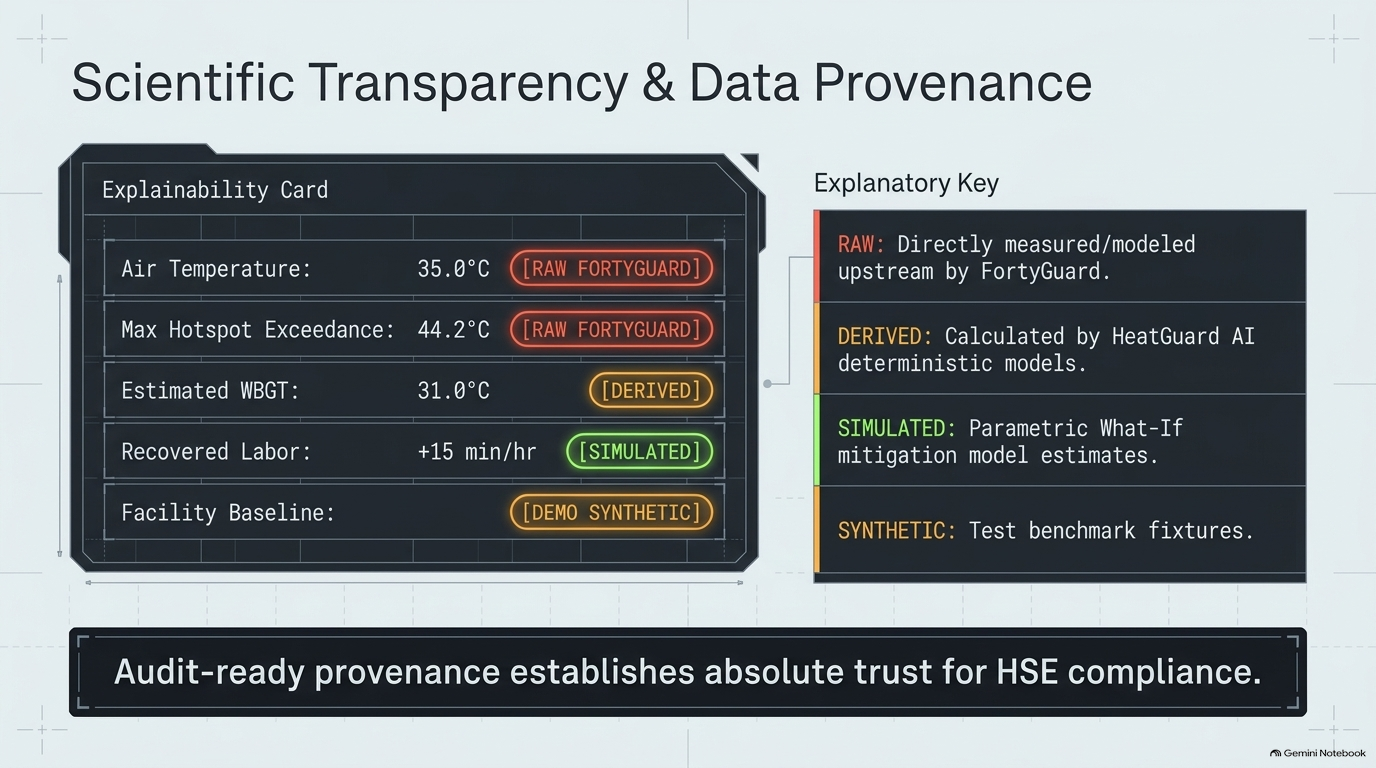 Scientific Transparency & Data Provenance
Explainability Card
Air Temperature: 35.0°C [RAW FORTYGUARD]
Max Hotspot Exceedance: 44.2°C [RAW FORTYGUARD]
Estimated WBGT: 31.0°C [DERIVED]
Recovered Labor: +15 min/hr [SIMULATED]
Facility Baseline: [DEMO SYNTHETIC]
Explanatory Key
RAW: Directly measured/modeled
upstream by FortyGuard.
DERIVED: Calculated by HeatGuard AI
deterministic models.
SIMULATED: Parametric What-If
mitigation model estimates.
SYNTHETIC: Test benchmark fixtures.
Audit-ready provenance establishes absolute trust for HSE compliance.
Gemini Notebook